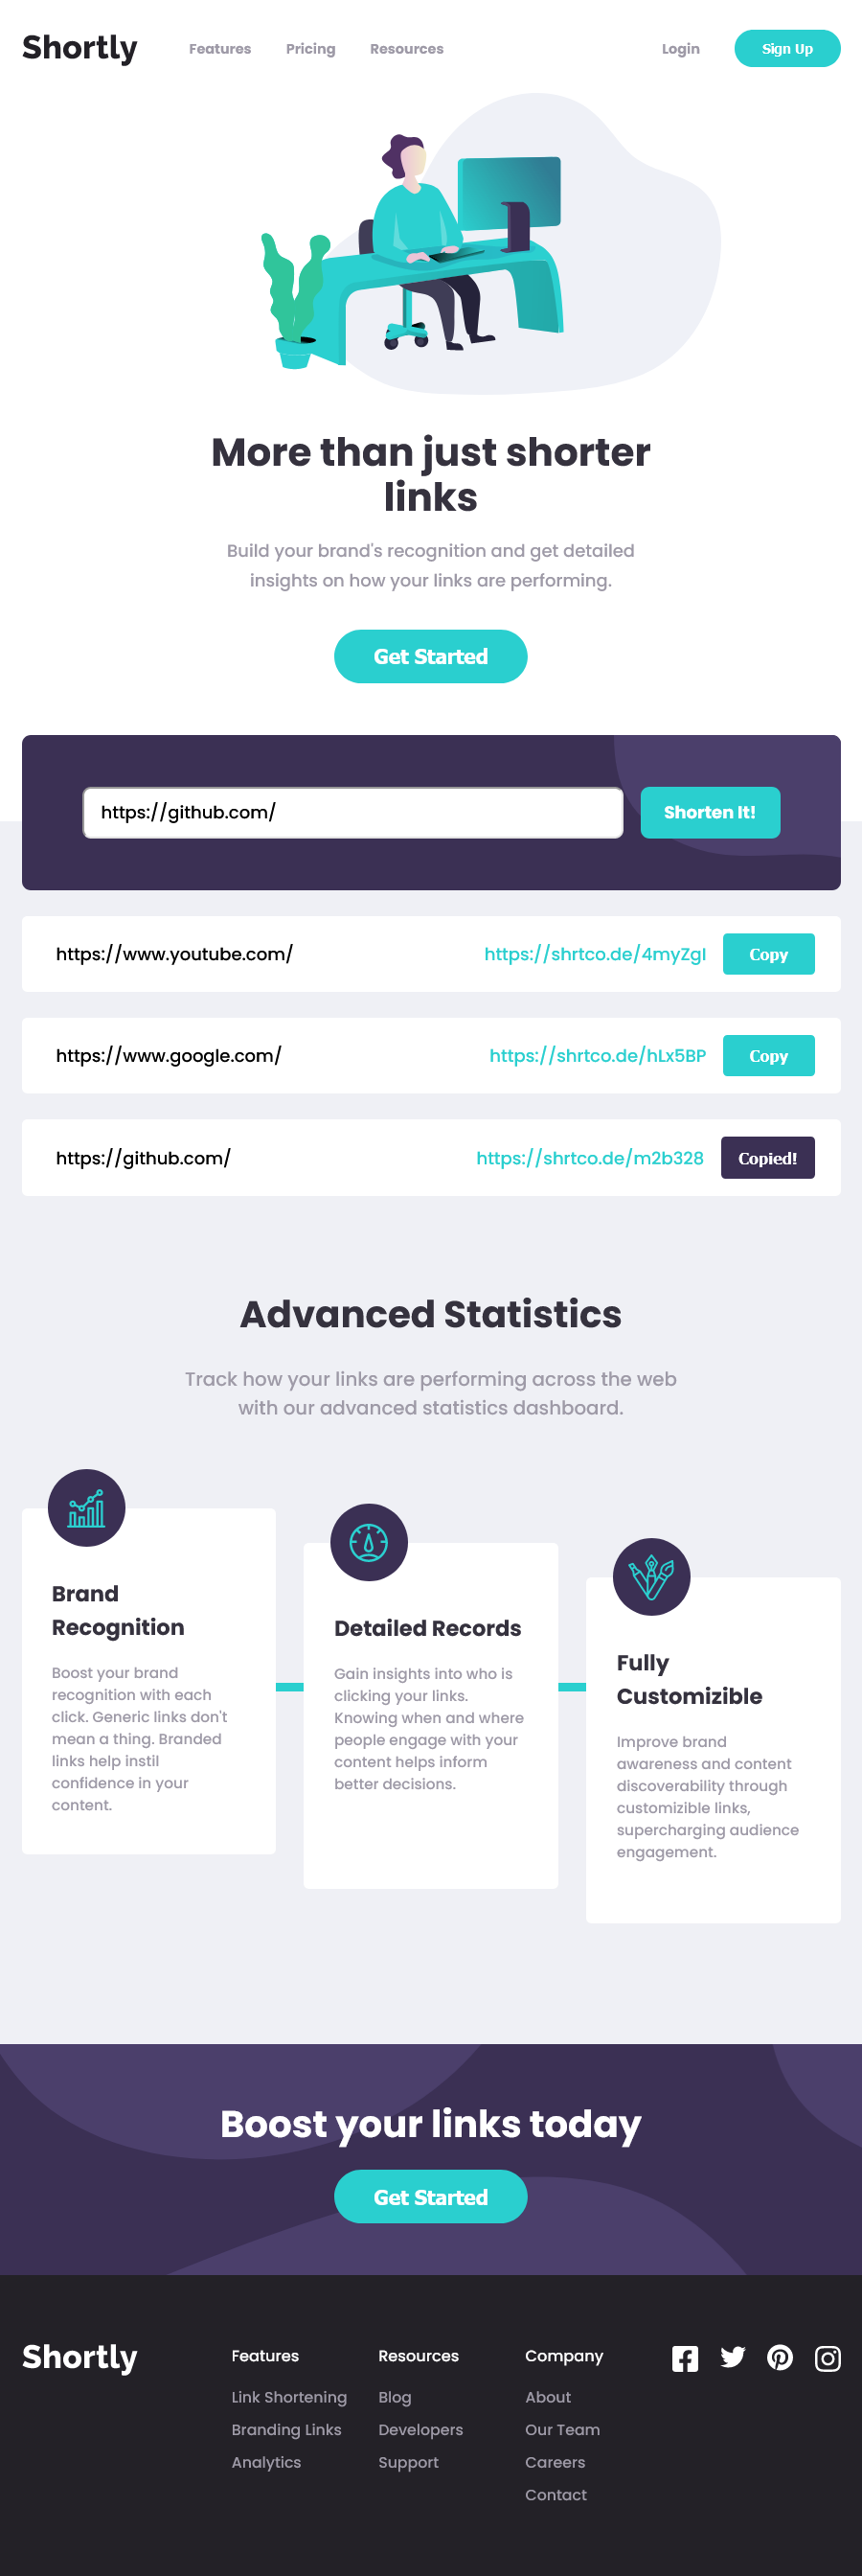 Shortly
Features
Pricing
Resources
Login
Sign Up
More than just shorter
links
Build your brand's recognition and get detailed
insights on how your links are performing.
Get Started
https://github.com/
Shorten It!
https://www.youtube.com/
https://shrtco.de/4myZgI
Copy
https://www.google.com/
https://shrtco.de/hLx5BP
Copy
https://github.com/
https://shrtco.de/m2b328
Copied!
Advanced Statistics
Track how your links are performing across the web
with our advanced statistics dashboard.
Brand
Recognition
Boost your brand
recognition with each
click. Generic links don't
mean a thing. Branded
links help instil
confidence in your
content.
Detailed Records
Gain insights into who is
clicking your links.
Knowing when and where
people engage with your
content helps inform
better decisions.
Fully
Customizible
Improve brand
awareness and content
discoverability through
customizible links,
supercharging audience
engagement.
Boost your links today
Get Started
Shortly
Features
Link Shortening
Branding Links
Analytics
Resources
Blog
Developers
Support
Company
About
Our Team
Careers
Contact